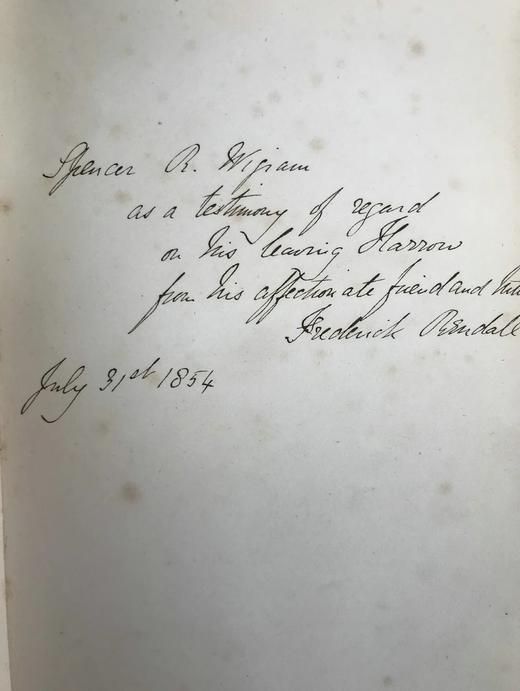 Spencer R. Wigram
as a testimony of regard
on his leaving Harrow
from his affectionate friend and
Frederick Rendall
July 31st 1854